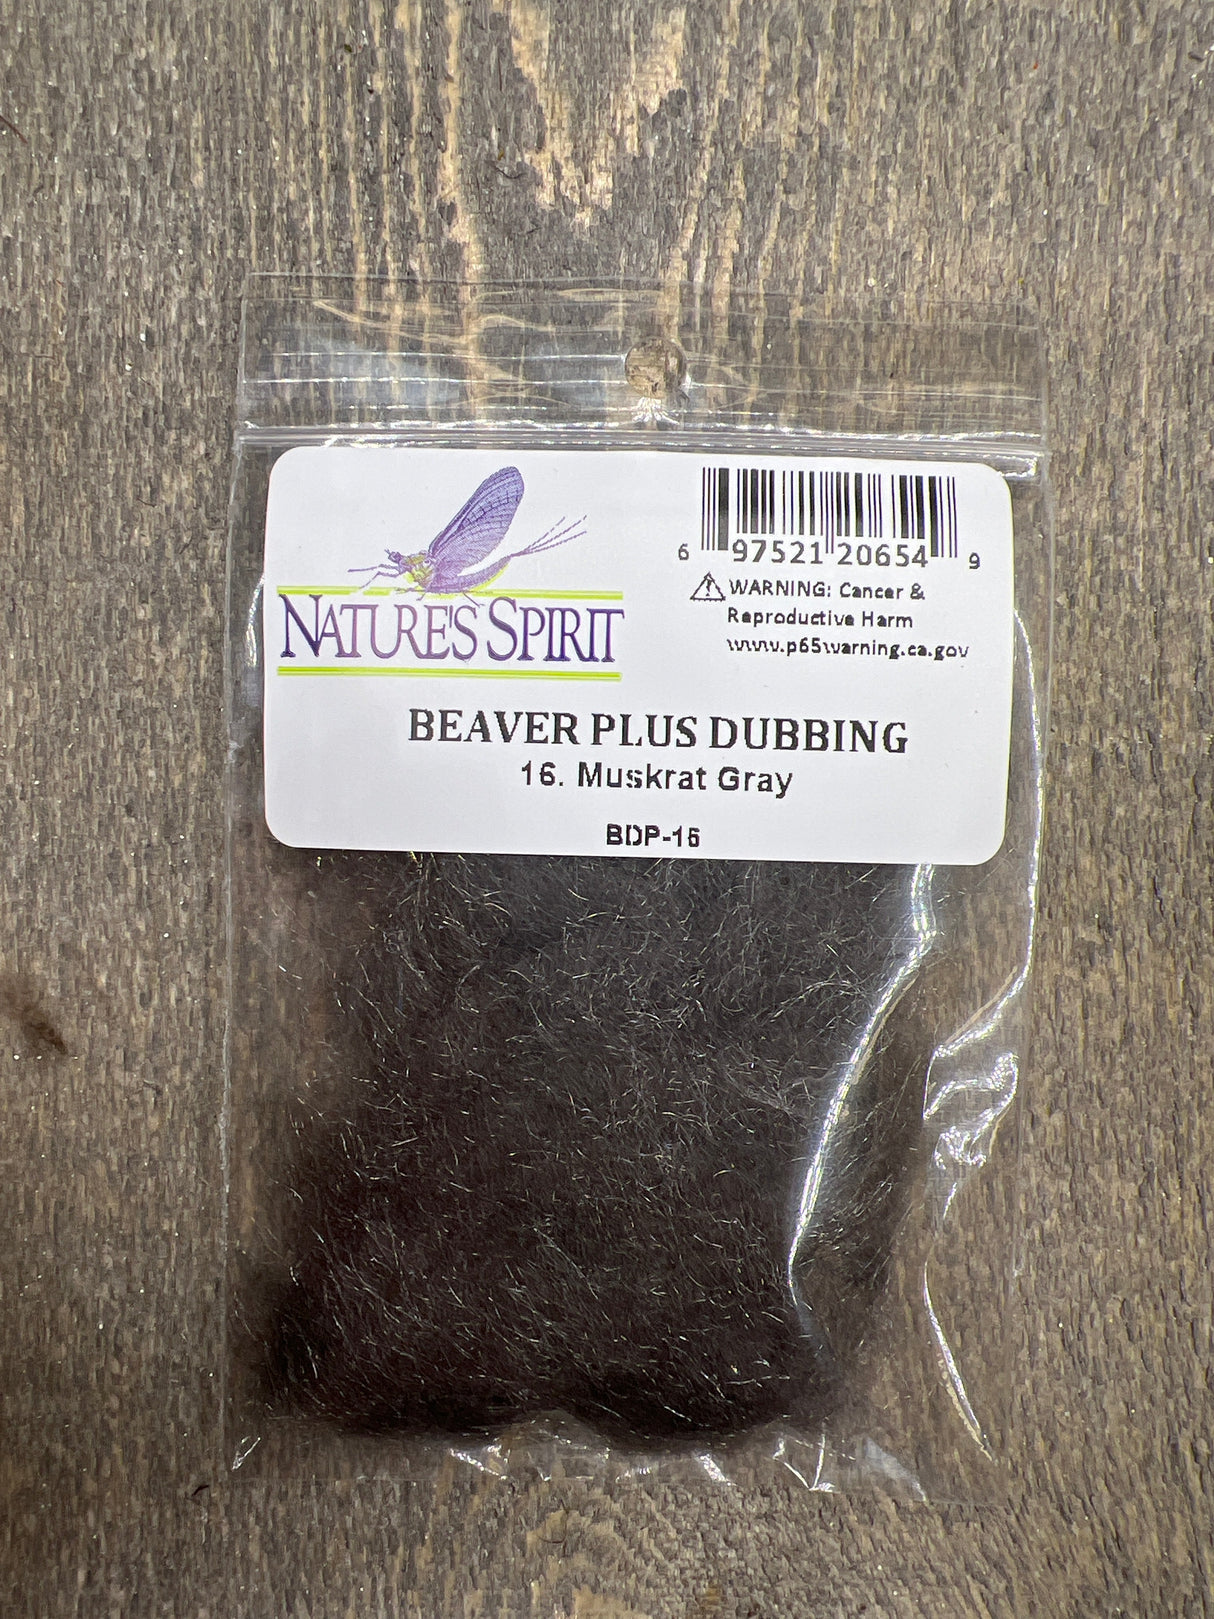 NATURE'S SPIRIT
6 97521 20654 9
WARNING: Cancer &
Reproductive Harm
www.p65warning.ca.gov
BEAVER PLUS DUBBING
16. Muskrat Gray
BDP-16